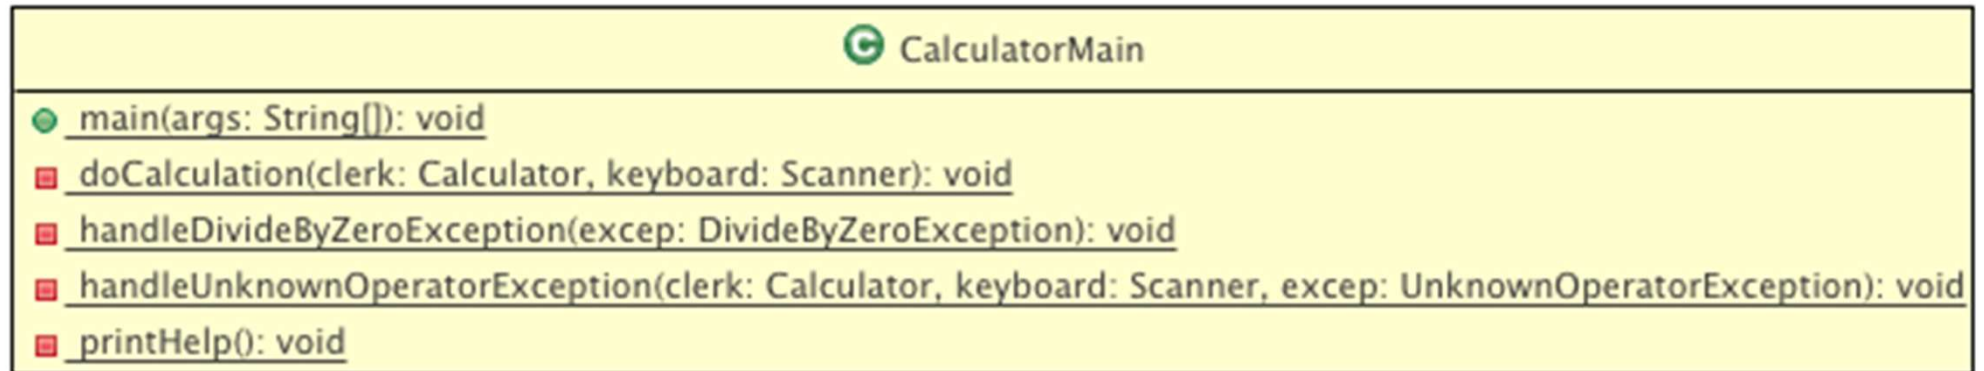 C CalculatorMain
main(args: String[]): void
doCalculation(clerk: Calculator, keyboard: Scanner): void
handleDivideByZeroException(excep: DivideByZeroException): void
handleUnknownOperatorException(clerk: Calculator, keyboard: Scanner, excep: UnknownOperatorException): void
printHelp(): void